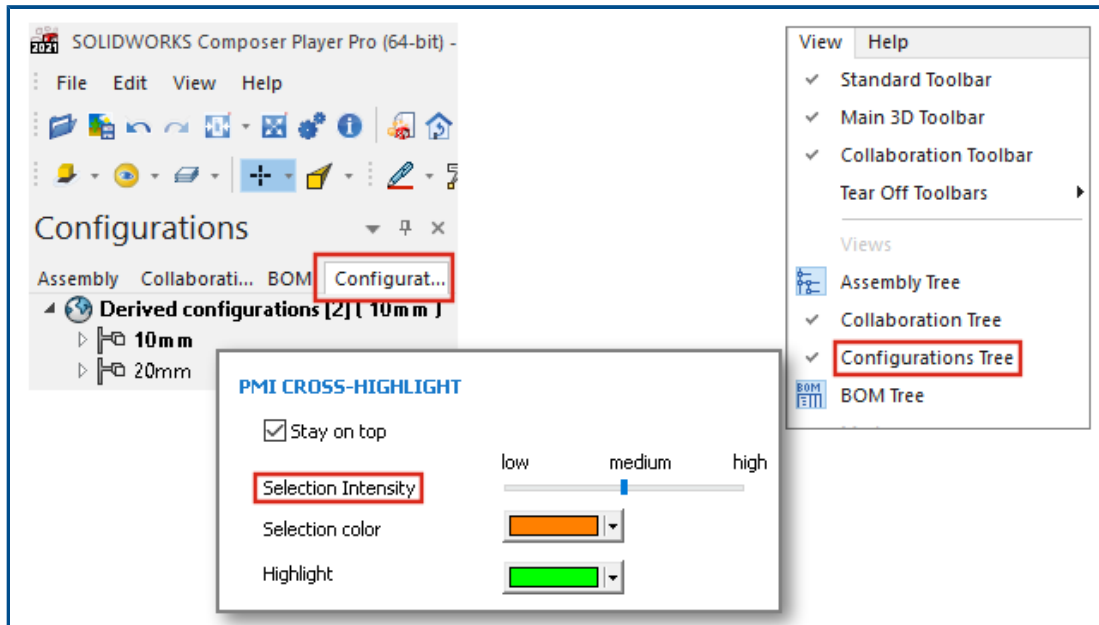 SOLIDWORKS Composer Player Pro (64-bit) -
2021
File Edit View Help
Configurations
Assembly Collaborati... BOM Configurat...
Derived configurations [2] ( 10mm )
10mm
20mm
PMI CROSS-HIGHLIGHT
Stay on top
low medium high
Selection Intensity
Selection color
Highlight
View Help
Standard Toolbar
Main 3D Toolbar
Collaboration Toolbar
Tear Off Toolbars
Views
Assembly Tree
Collaboration Tree
Configurations Tree
BOM
BOM Tree